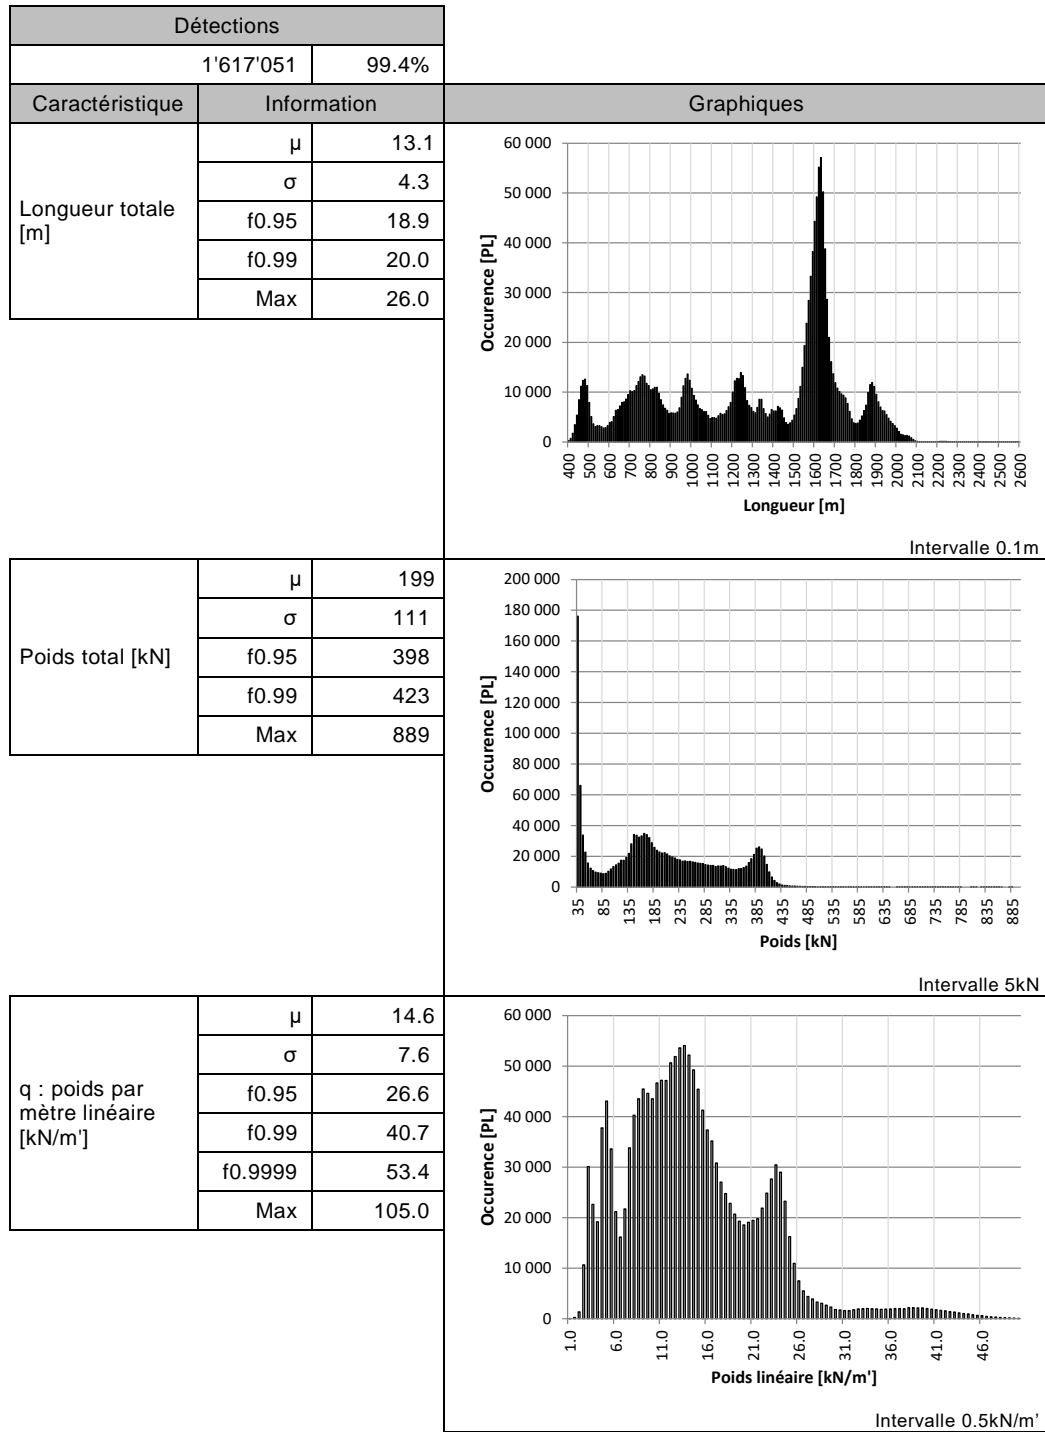 Détections
1'617'051 99.4%
Caractéristique Information Graphiques
Longueur totale [m]
μ 13.1
σ 4.3
f0.95 18.9
f0.99 20.0
Max 26.0
60 000
50 000
40 000
30 000
20 000
10 000
0
Occurence [PL]
400 500 600 700 800 900 1000 1100 1200 1300 1400 1500 1600 1700 1800 1900 2000 2100 2200 2300 2400 2500 2600
Longueur [m]
Intervalle 0.1m
Poids total [kN]
μ 199
σ 111
f0.95 398
f0.99 423
Max 889
200 000
180 000
160 000
140 000
120 000
100 000
80 000
60 000
40 000
20 000
0
Occurence [PL]
35 85 135 185 235 285 335 385 435 485 535 585 635 685 735 785 835 885
Poids [kN]
Intervalle 5kN
q : poids par
mètre linéaire
[kN/m']
μ 14.6
σ 7.6
f0.95 26.6
f0.99 40.7
f0.9999 53.4
Max 105.0
60 000
50 000
40 000
30 000
20 000
10 000
0
Occurence [PL]
1.0 6.0 11.0 16.0 21.0 26.0 31.0 36.0 41.0 46.0
Poids linéaire [kN/m']
Intervalle 0.5kN/m’